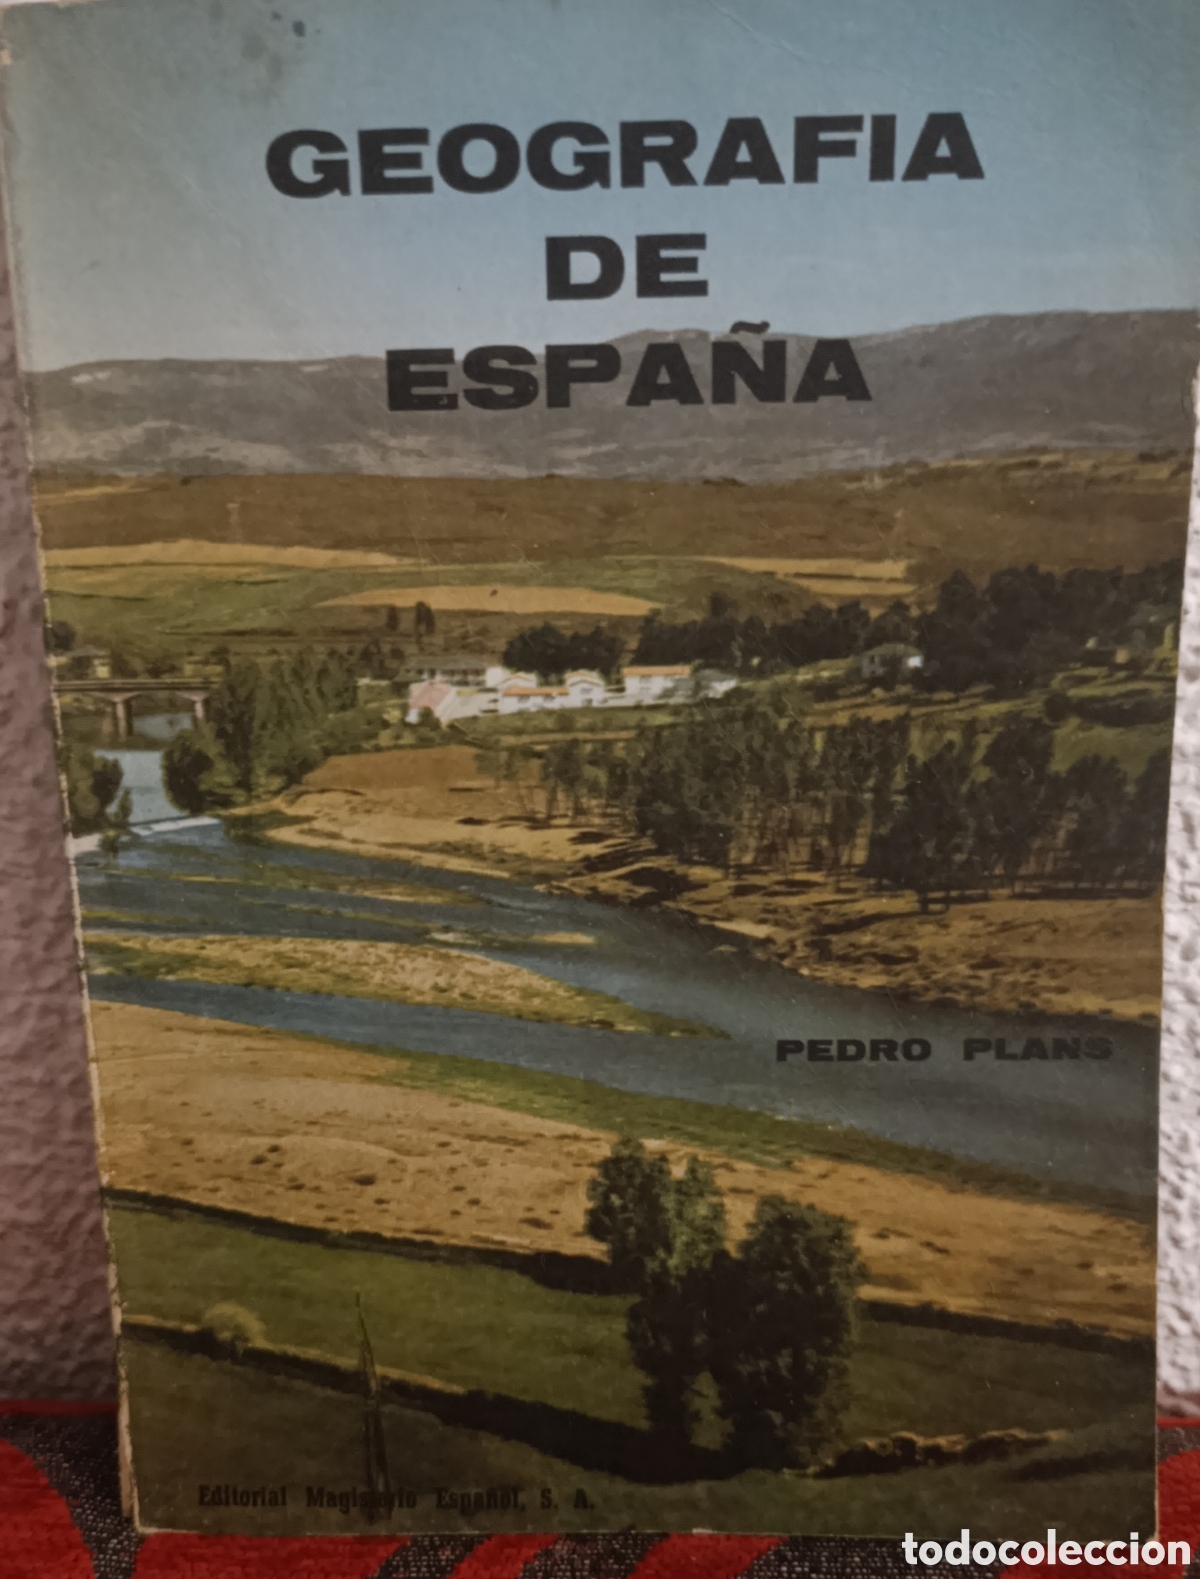 GEOGRAFIA
DE
ESPAÑA
PEDRO PLANS
Editorial Magisterio Español, S. A.
todocoleccion